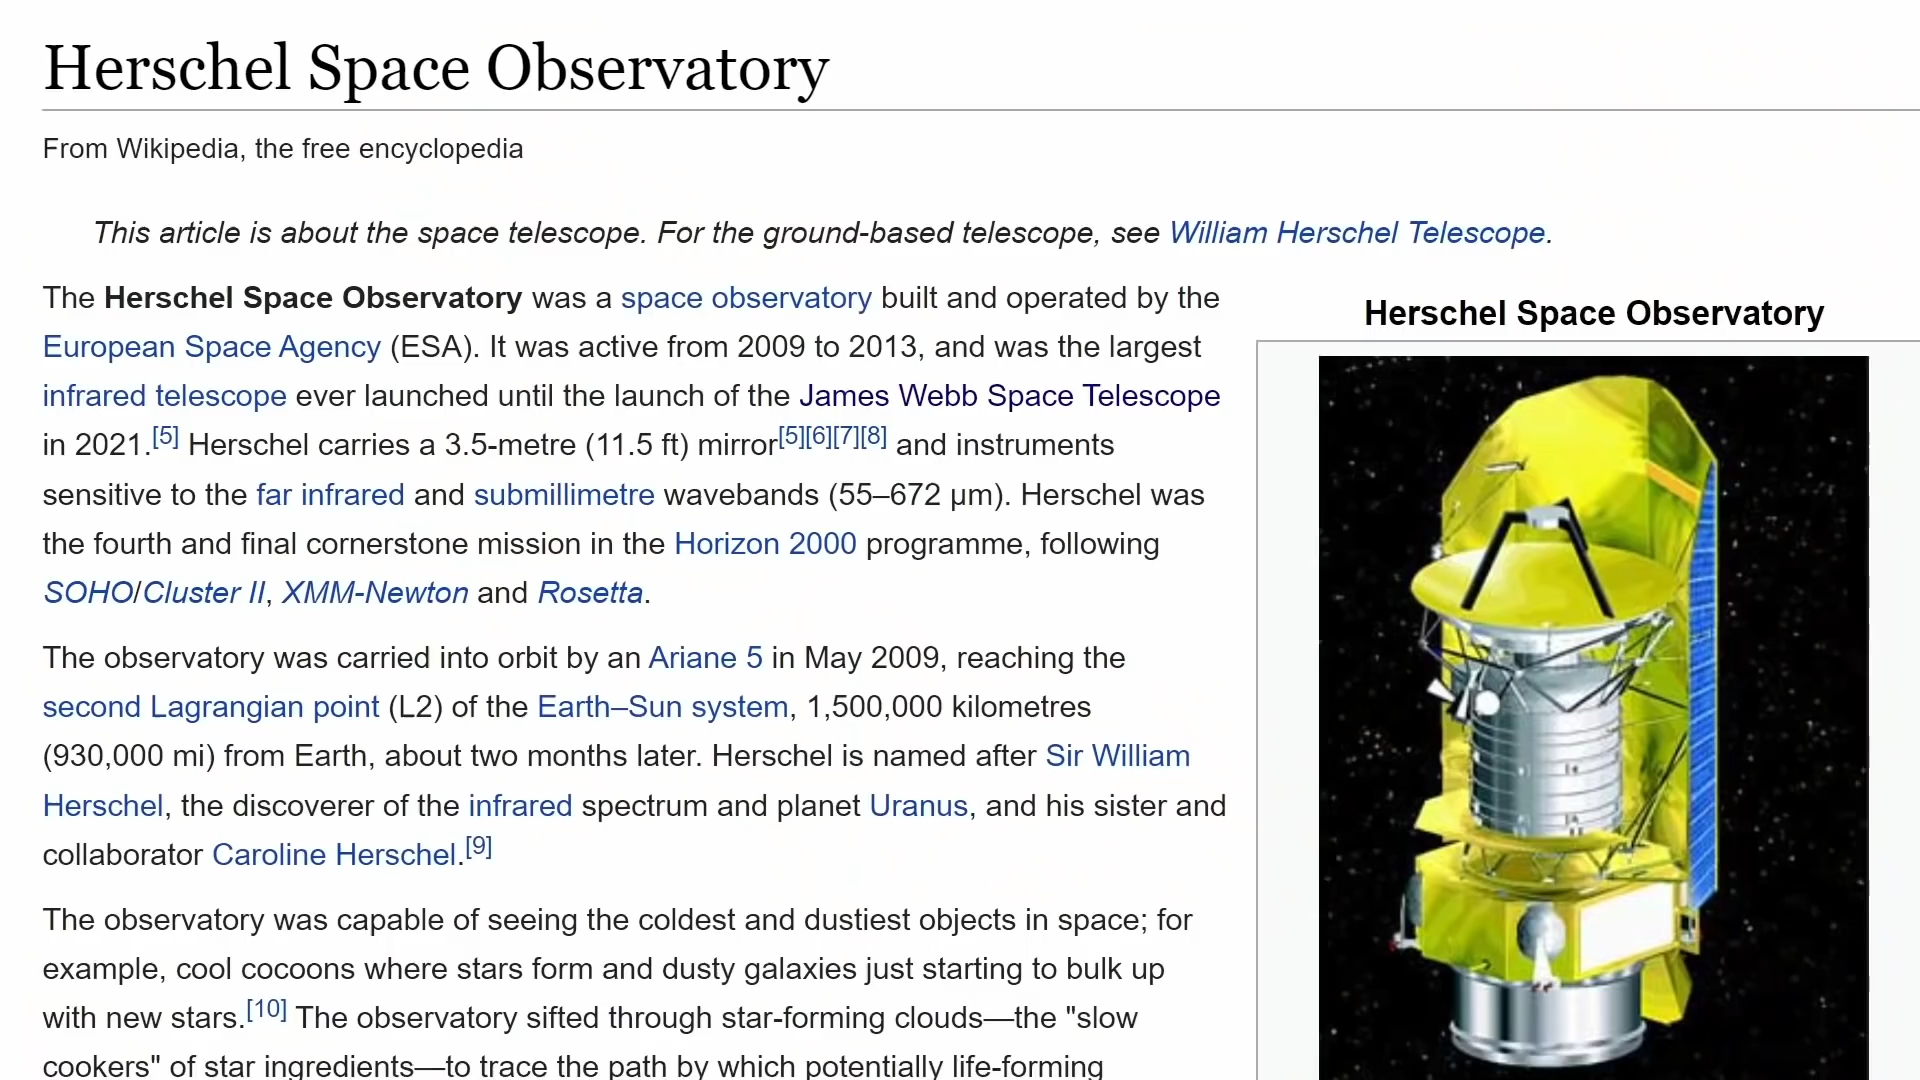 Herschel Space Observatory
From Wikipedia, the free encyclopedia
This article is about the space telescope. For the ground-based telescope, see William Herschel Telescope.
The Herschel Space Observatory was a space observatory built and operated by the
European Space Agency (ESA). It was active from 2009 to 2013, and was the largest
infrared telescope ever launched until the launch of the James Webb Space Telescope
in 2021.[5] Herschel carries a 3.5-metre (11.5 ft) mirror[5][6][7][8] and instruments
sensitive to the far infrared and submillimetre wavebands (55–672 μm). Herschel was
the fourth and final cornerstone mission in the Horizon 2000 programme, following
SOHO/Cluster II, XMM-Newton and Rosetta.
The observatory was carried into orbit by an Ariane 5 in May 2009, reaching the
second Lagrangian point (L2) of the Earth–Sun system, 1,500,000 kilometres
(930,000 mi) from Earth, about two months later. Herschel is named after Sir William
Herschel, the discoverer of the infrared spectrum and planet Uranus, and his sister and
collaborator Caroline Herschel.[9]
The observatory was capable of seeing the coldest and dustiest objects in space; for
example, cool cocoons where stars form and dusty galaxies just starting to bulk up
with new stars.[10] The observatory sifted through star-forming clouds—the "slow
cookers" of star ingredients—to trace the path by which potentially life-forming
Herschel Space Observatory